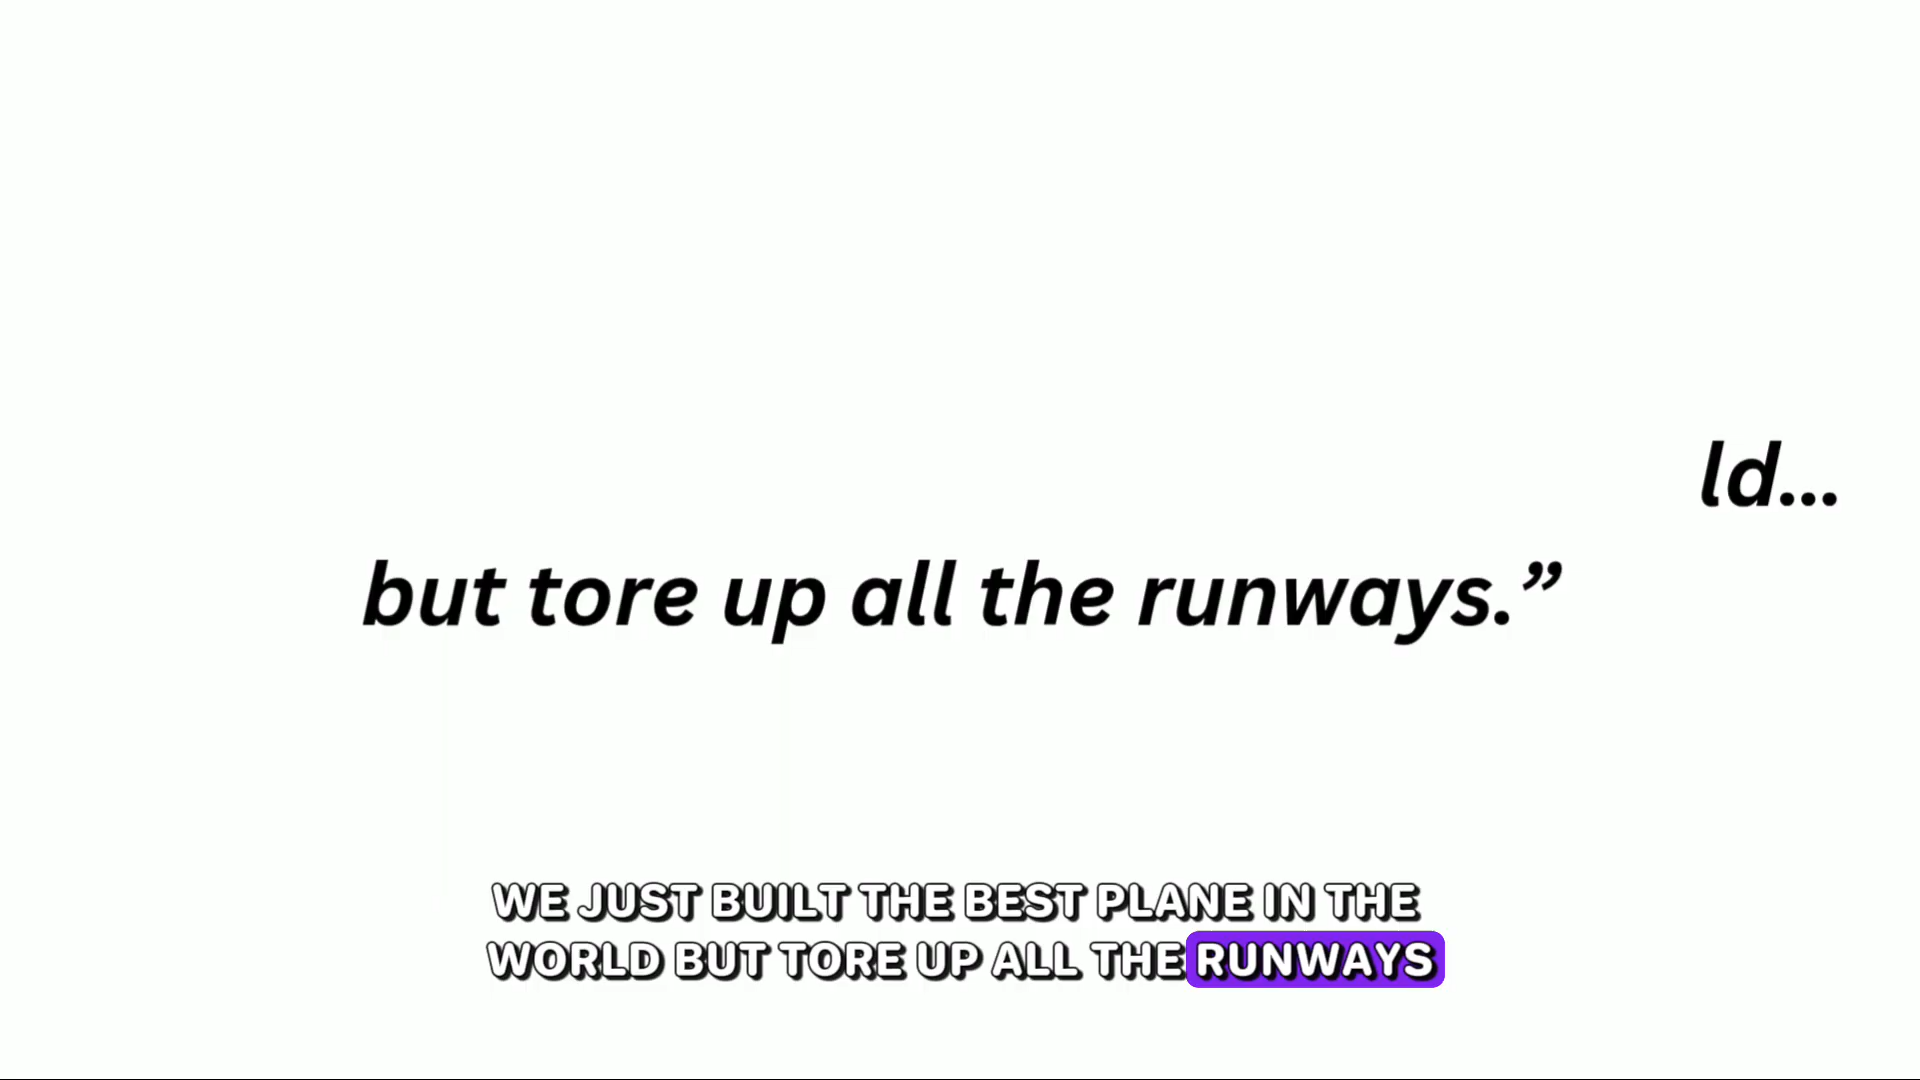 ld...
but tore up all the runways.”
WE JUST BUILT THE BEST PLANE IN THE
WORLD BUT TORE UP ALL THE RUNWAYS